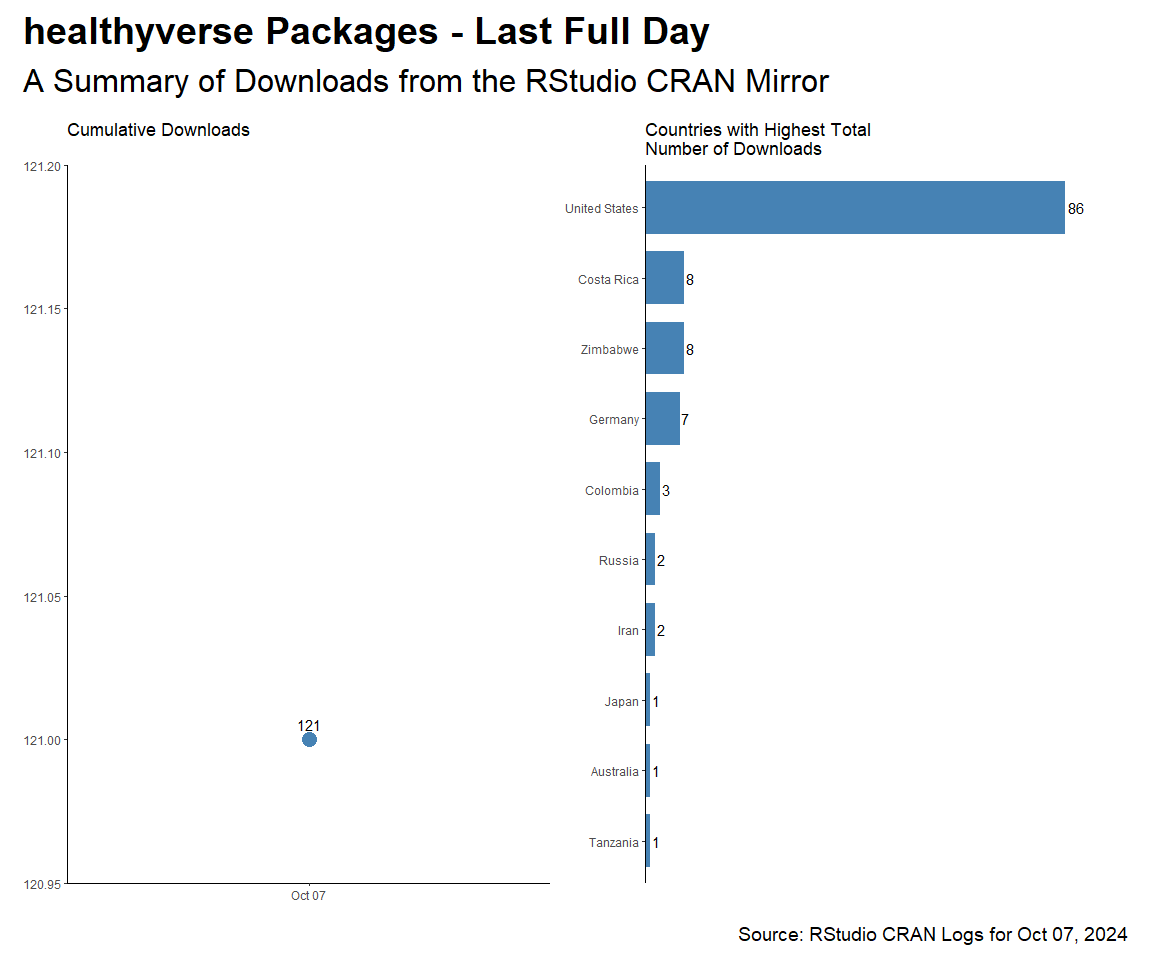 healthyverse Packages - Last Full Day
A Summary of Downloads from the RStudio CRAN Mirror
Cumulative Downloads
121.20
121.15
121.10
121.05
121.00
120.95
121
Oct 07
Countries with Highest Total
Number of Downloads
United States 86
Costa Rica 8
Zimbabwe 8
Germany 7
Colombia 3
Russia 2
Iran 2
Japan 1
Australia 1
Tanzania 1
Source: RStudio CRAN Logs for Oct 07, 2024